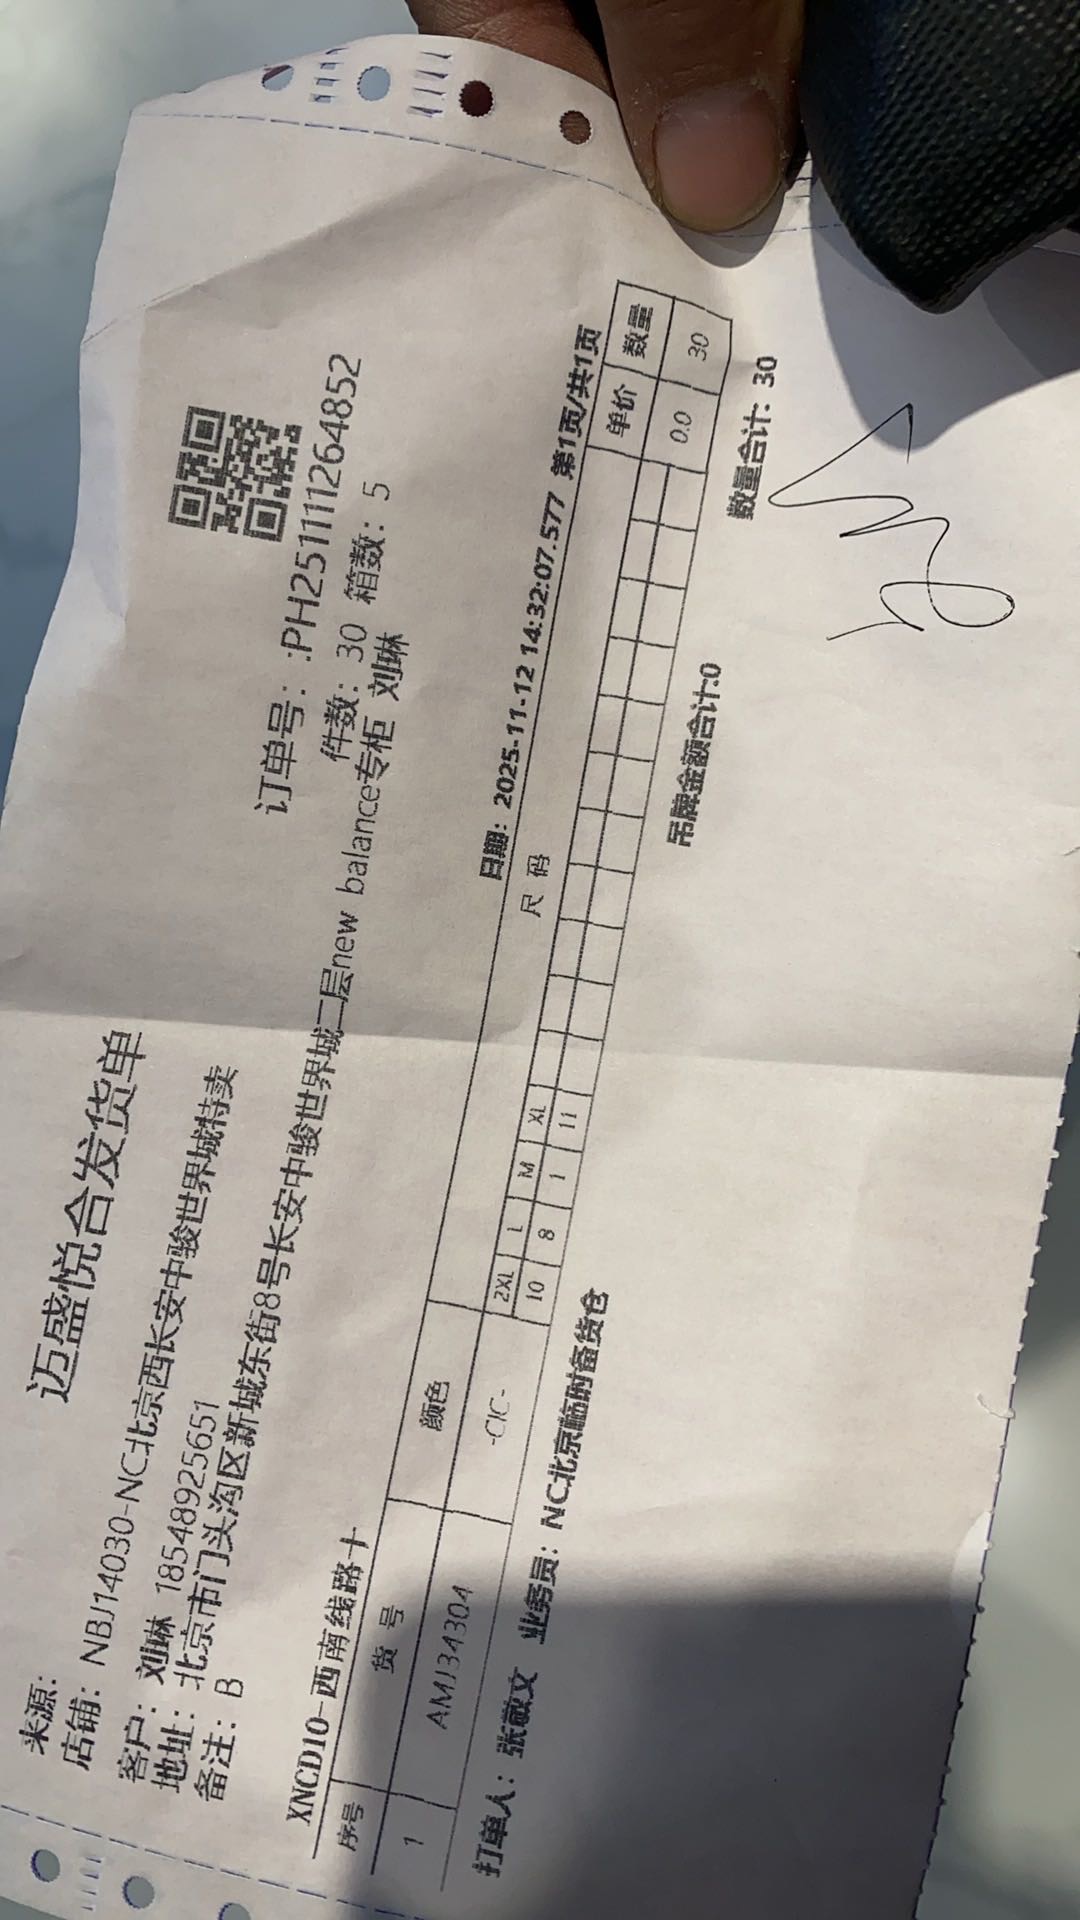 迈盛悦合发货单
来源:
店铺: NBJ14030-NC北京西长安中骏世界城特卖
订单号: :PH251111264852
客户: 刘琳 18548925651
件数: 30 箱数: 5
地址: 北京市门头沟区新城东街8号长安中骏世界城二层new balance专柜 刘琳
备注: B
XNCD10-西南线路十
日期: 2025-11-12 14:32:07.577 第1页/共1页
序号 货 号 颜色 尺 码 单价 数量
2XL L M XL
1 AMJ34304 -CIC- 10 8 1 11 0.0 30
打单人: 张敬文 业务员: NC北京临时备货仓 吊牌金额合计:0 数量合计: 30